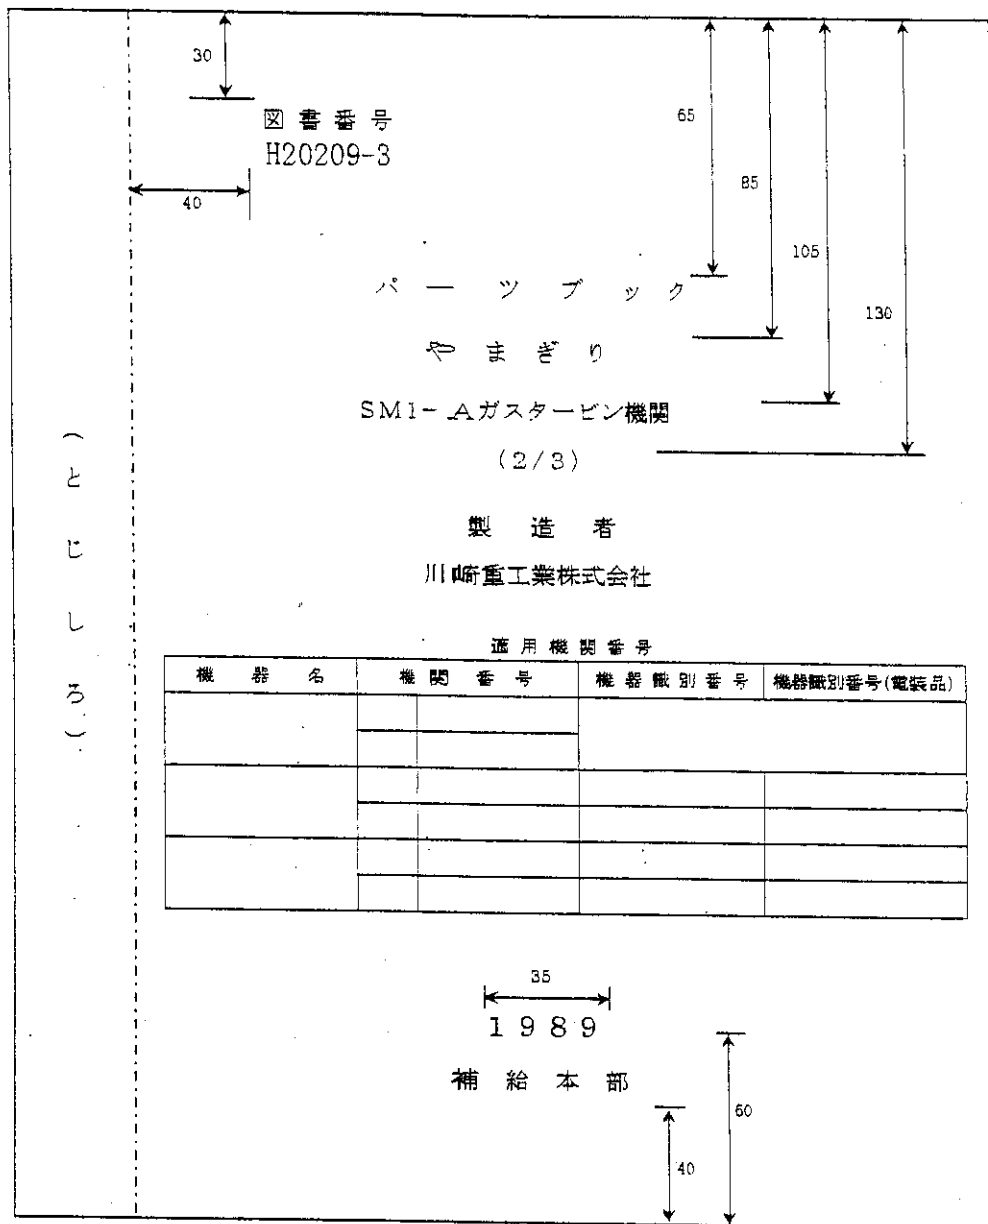 30
図書番号
H20209-3
40
65
85
105
130
パーツブック
やまぎり
SM1-Aガスタービン機関
(2/3)
製造者
川崎重工業株式会社
(とじしろ)
適用機関番号
機器名 機関番号 機器識別番号 機器識別番号(電装品)
35
1989
補給本部
60
40